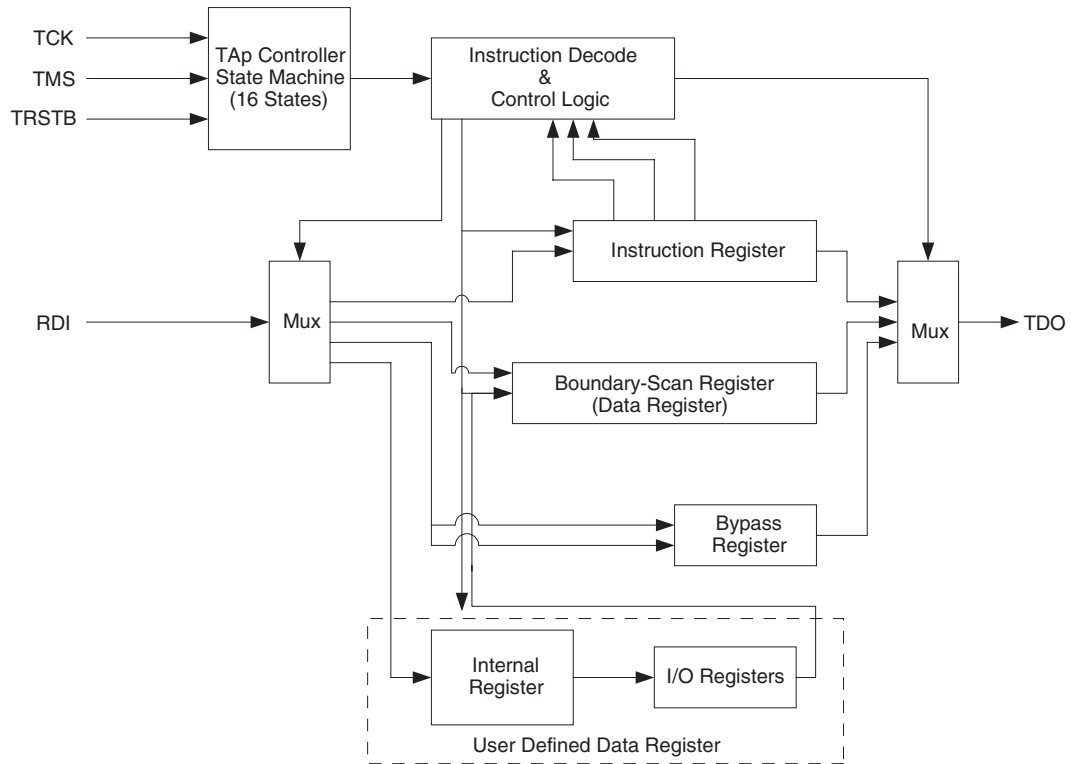 TCK
TMS
TRSTB
TAp Controller
State Machine
(16 States)
Instruction Decode
&
Control Logic
Instruction Register
RDI
Mux
Mux
TDO
Boundary-Scan Register
(Data Register)
Bypass
Register
Internal
Register
I/O Registers
User Defined Data Register